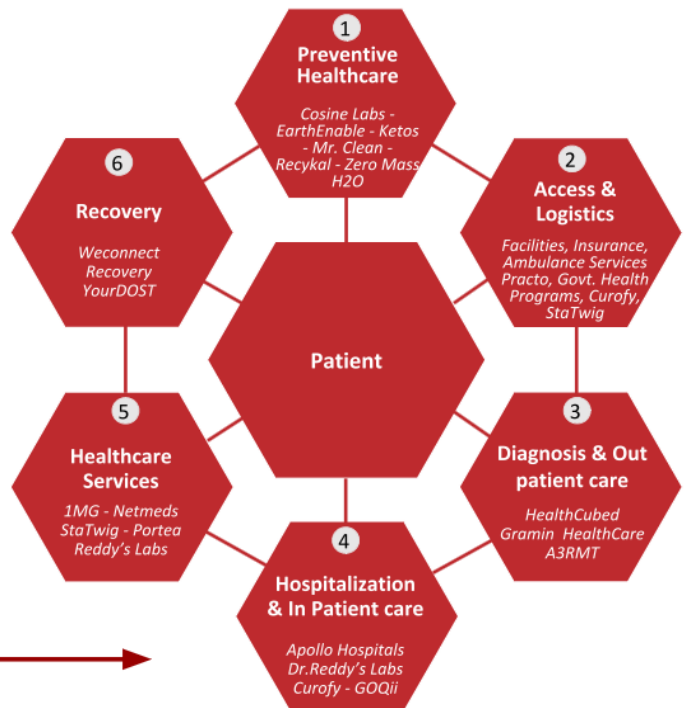 1
Preventive
Healthcare
Cosine Labs -
EarthEnable - Ketos
- Mr. Clean -
Recykal - Zero Mass
H2O
2
Access &
Logistics
Facilities, Insurance,
Ambulance Services
Practo, Govt. Health
Programs, Curofy,
StaTwig
3
Diagnosis & Out
patient care
HealthCubed
Gramin HealthCare
A3RMT
4
Hospitalization
& In Patient care
Apollo Hospitals
Dr.Reddy's Labs
Curofy - GOQii
5
Healthcare
Services
1MG - Netmeds
StaTwig - Portea
Reddy's Labs
6
Recovery
Weconnect
Recovery
YourDOST
Patient